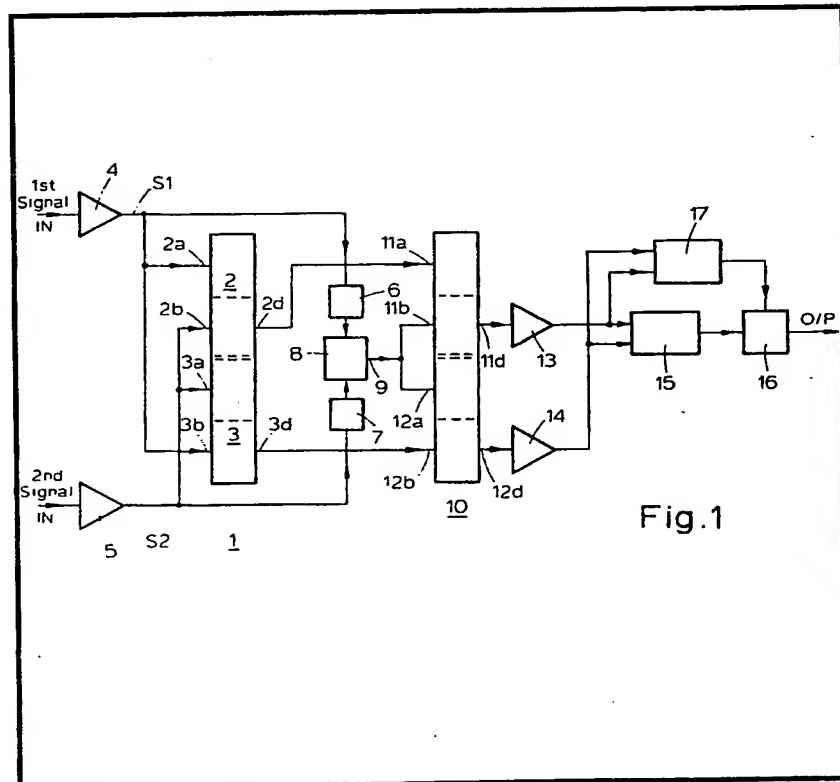 1st
Signal
IN
4
S1
2a
2
2b
2d
3a
3
3b
3d
2nd
Signal
IN
5
S2
1
6
8
9
7
11a
11b
12a
12b
11d
12d
10
13
14
17
15
16
O/P
Fig.1